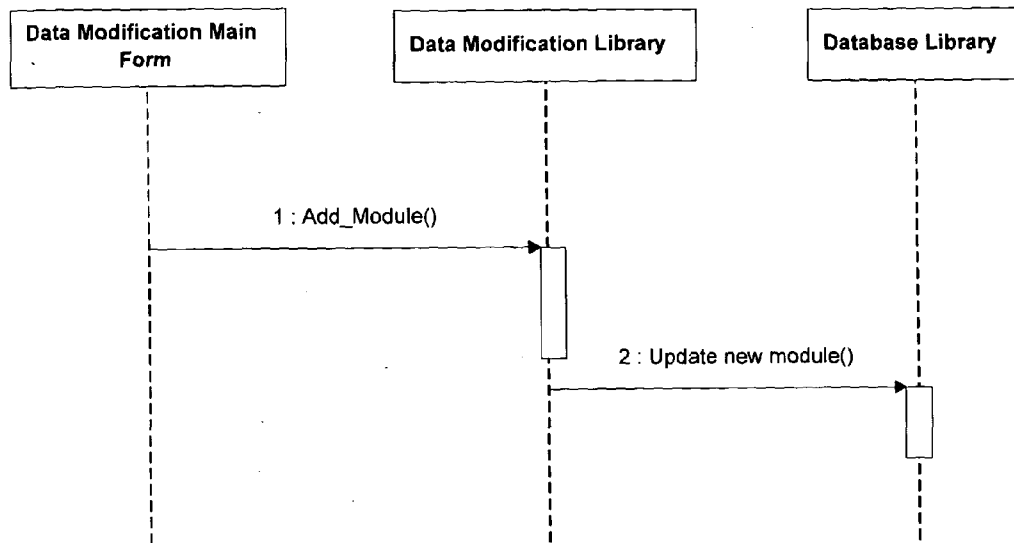 Data Modification Main
Form
Data Modification Library
Database Library
1 : Add_Module()
2 : Update new module()